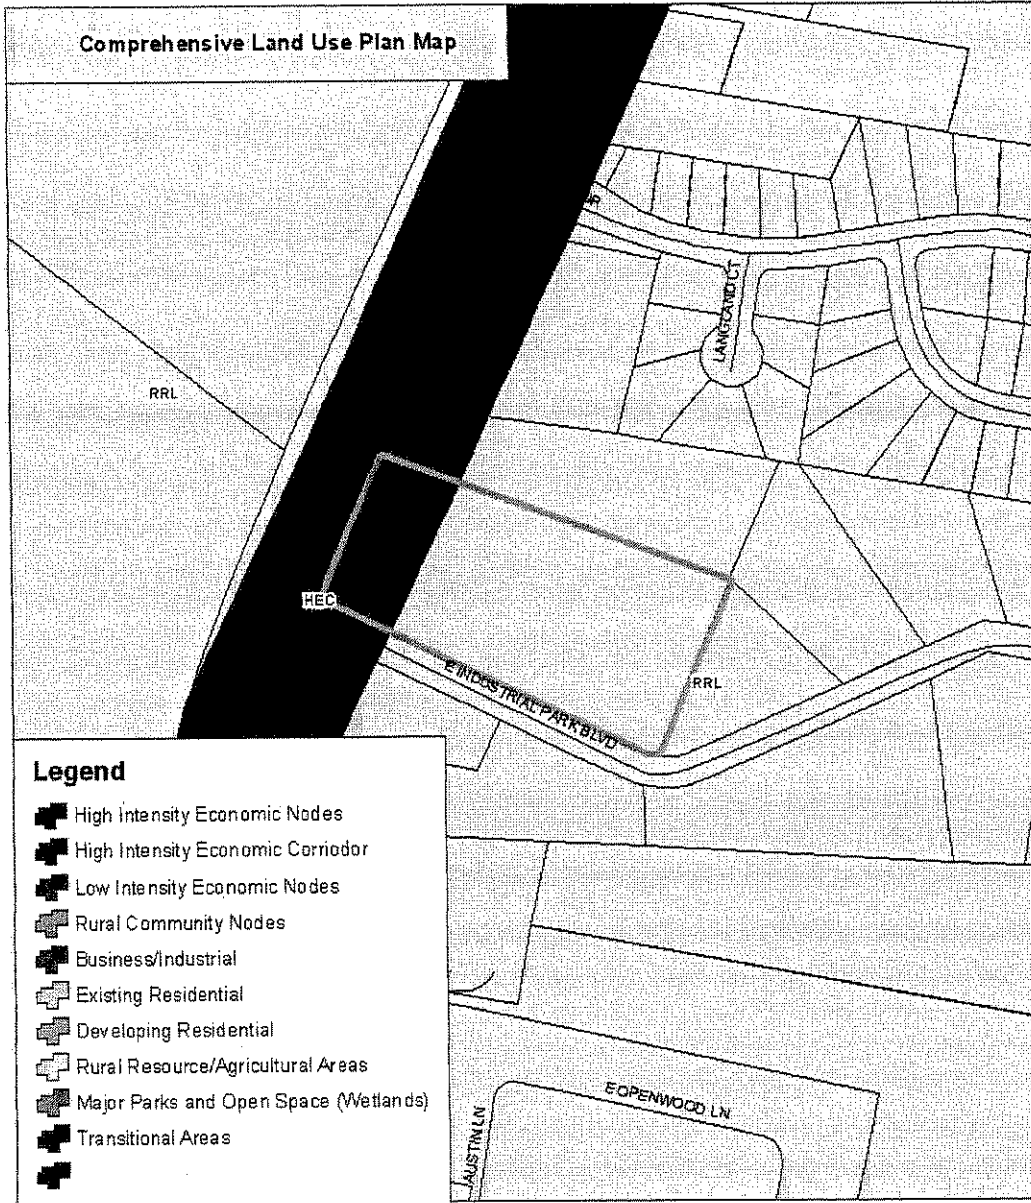 Comprehensive Land Use Plan Map
LANGLAND CT
RRL
HEC
E INDUSTRIAL PARK BLVD
RRL
Legend
High Intensity Economic Nodes
High Intensity Economic Corriodor
Low Intensity Economic Nodes
Rural Community Nodes
Business/Industrial
Existing Residential
Developing Residential
Rural Resource/Agricultural Areas
Major Parks and Open Space (Wetlands)
Transitional Areas
E OPENWOOD LN
AUSTIN LN